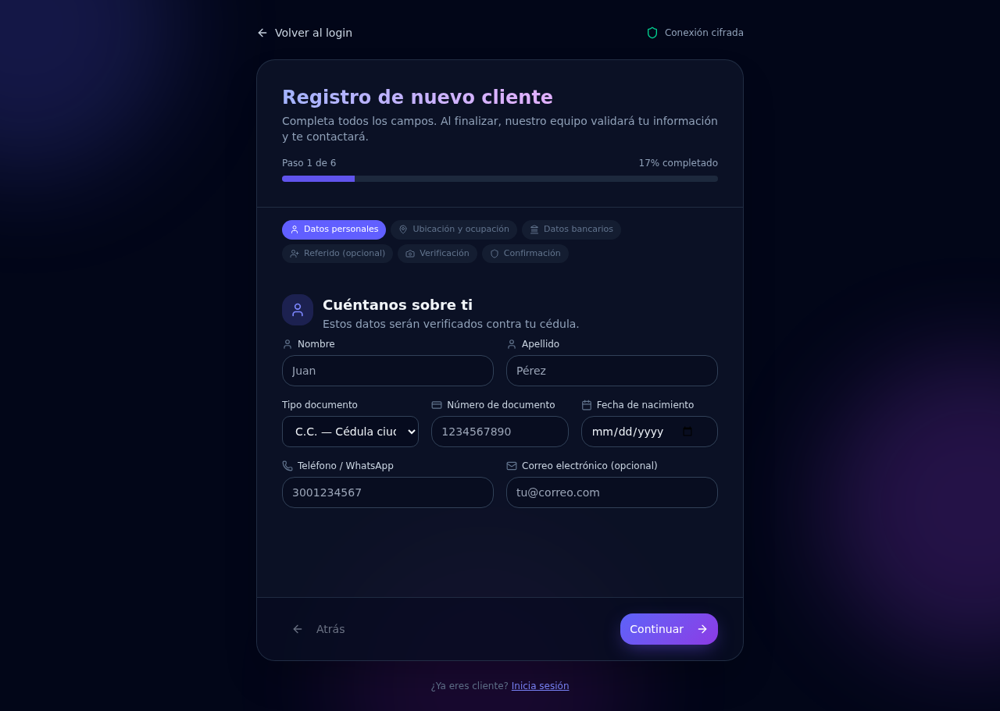 Volver al login
Conexión cifrada
Registro de nuevo cliente
Completa todos los campos. Al finalizar, nuestro equipo validará tu información
y te contactará.
Paso 1 de 6
17% completado
Datos personales
Ubicación y ocupación
Datos bancarios
Referido (opcional)
Verificación
Confirmación
Cuéntanos sobre ti
Estos datos serán verificados contra tu cédula.
Nombre
Apellido
Juan
Pérez
Tipo documento
Número de documento
Fecha de nacimiento
C.C. — Cédula
1234567890
mm/dd/yyyy
Teléfono / WhatsApp
Correo electrónico (opcional)
3001234567
tu@correo.com
Atrás
Continuar
¿Ya eres cliente? Inicia sesión